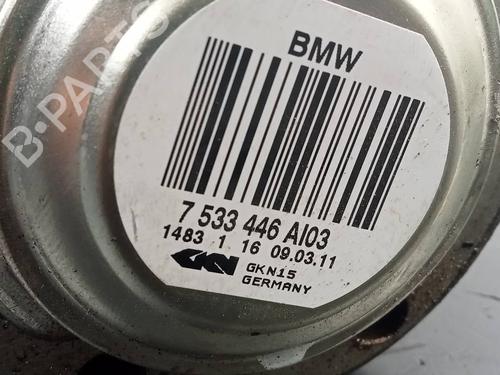 BMW
7 533 446 AI03
1483 1 16 09.03.11
GKN
GKN15
GERMANY
B-PARTS